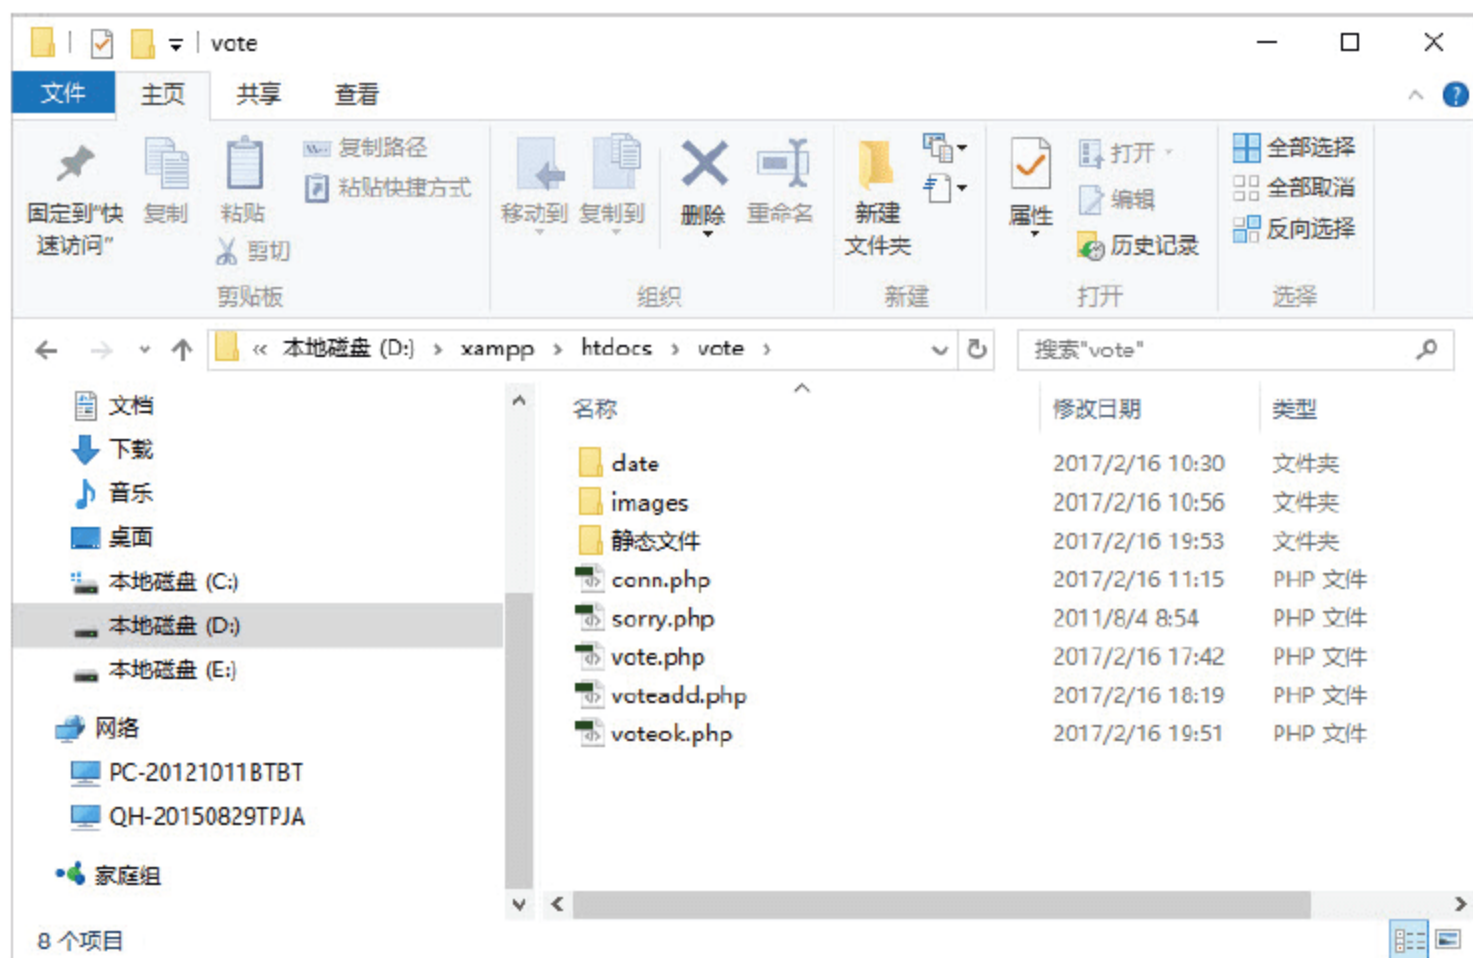 vote
文件 主页 共享 查看
固定到"快速访问"
复制
粘贴
剪切
复制路径
粘贴快捷方式
剪贴板
移动到
复制到
删除
重命名
组织
新建文件夹
新建
属性
打开
编辑
历史记录
打开
全部选择
全部取消
反向选择
选择
« 本地磁盘 (D:) › xampp › htdocs › vote ›
搜索"vote"
文档
下载
音乐
桌面
本地磁盘 (C:)
本地磁盘 (D:)
本地磁盘 (E:)
网络
PC-20121011BTBT
QH-20150829TPJA
家庭组
名称 修改日期 类型
date 2017/2/16 10:30 文件夹
images 2017/2/16 10:56 文件夹
静态文件 2017/2/16 19:53 文件夹
conn.php 2017/2/16 11:15 PHP 文件
sorry.php 2011/8/4 8:54 PHP 文件
vote.php 2017/2/16 17:42 PHP 文件
voteadd.php 2017/2/16 18:19 PHP 文件
voteok.php 2017/2/16 19:51 PHP 文件
8 个项目